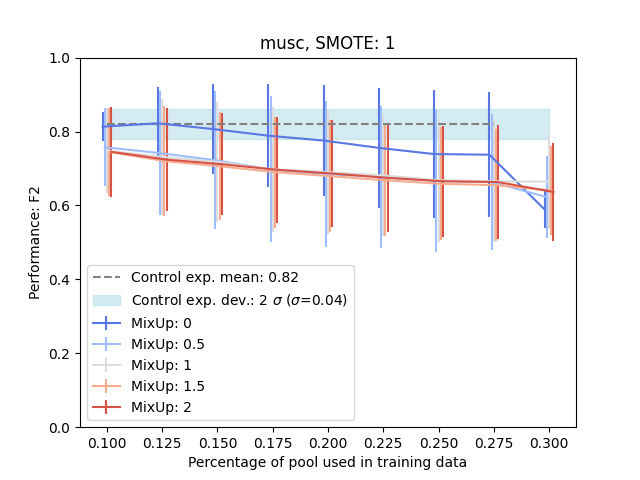 musc, SMOTE: 1
1.0
0.8
0.6
0.4
0.2
0.0
Performance: F2
Control exp. mean: 0.82
Control exp. dev.: 2 σ (σ=0.04)
MixUp: 0
MixUp: 0.5
MixUp: 1
MixUp: 1.5
MixUp: 2
0.100 0.125 0.150 0.175 0.200 0.225 0.250 0.275 0.300
Percentage of pool used in training data